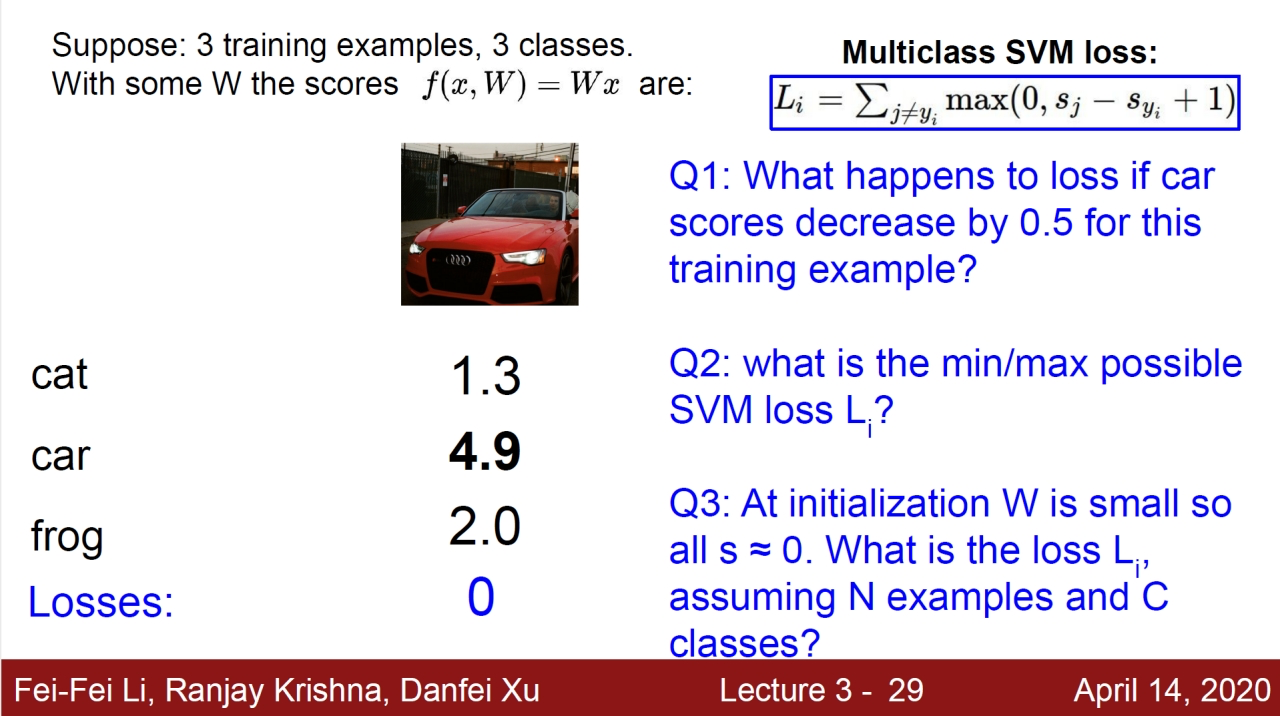 Suppose: 3 training examples, 3 classes.
With some W the scores f(x, W) = Wx are:
Multiclass SVM loss:
L_i = ∑_{j≠y_i} max(0, s_j − s_{y_i} + 1)
Q1: What happens to loss if car
scores decrease by 0.5 for this
training example?
Q2: what is the min/max possible
SVM loss L_i?
Q3: At initialization W is small so
all s ≈ 0. What is the loss L_i,
assuming N examples and C
classes?
cat 1.3
car 4.9
frog 2.0
Losses: 0
Fei-Fei Li, Ranjay Krishna, Danfei Xu Lecture 3 - 29 April 14, 2020